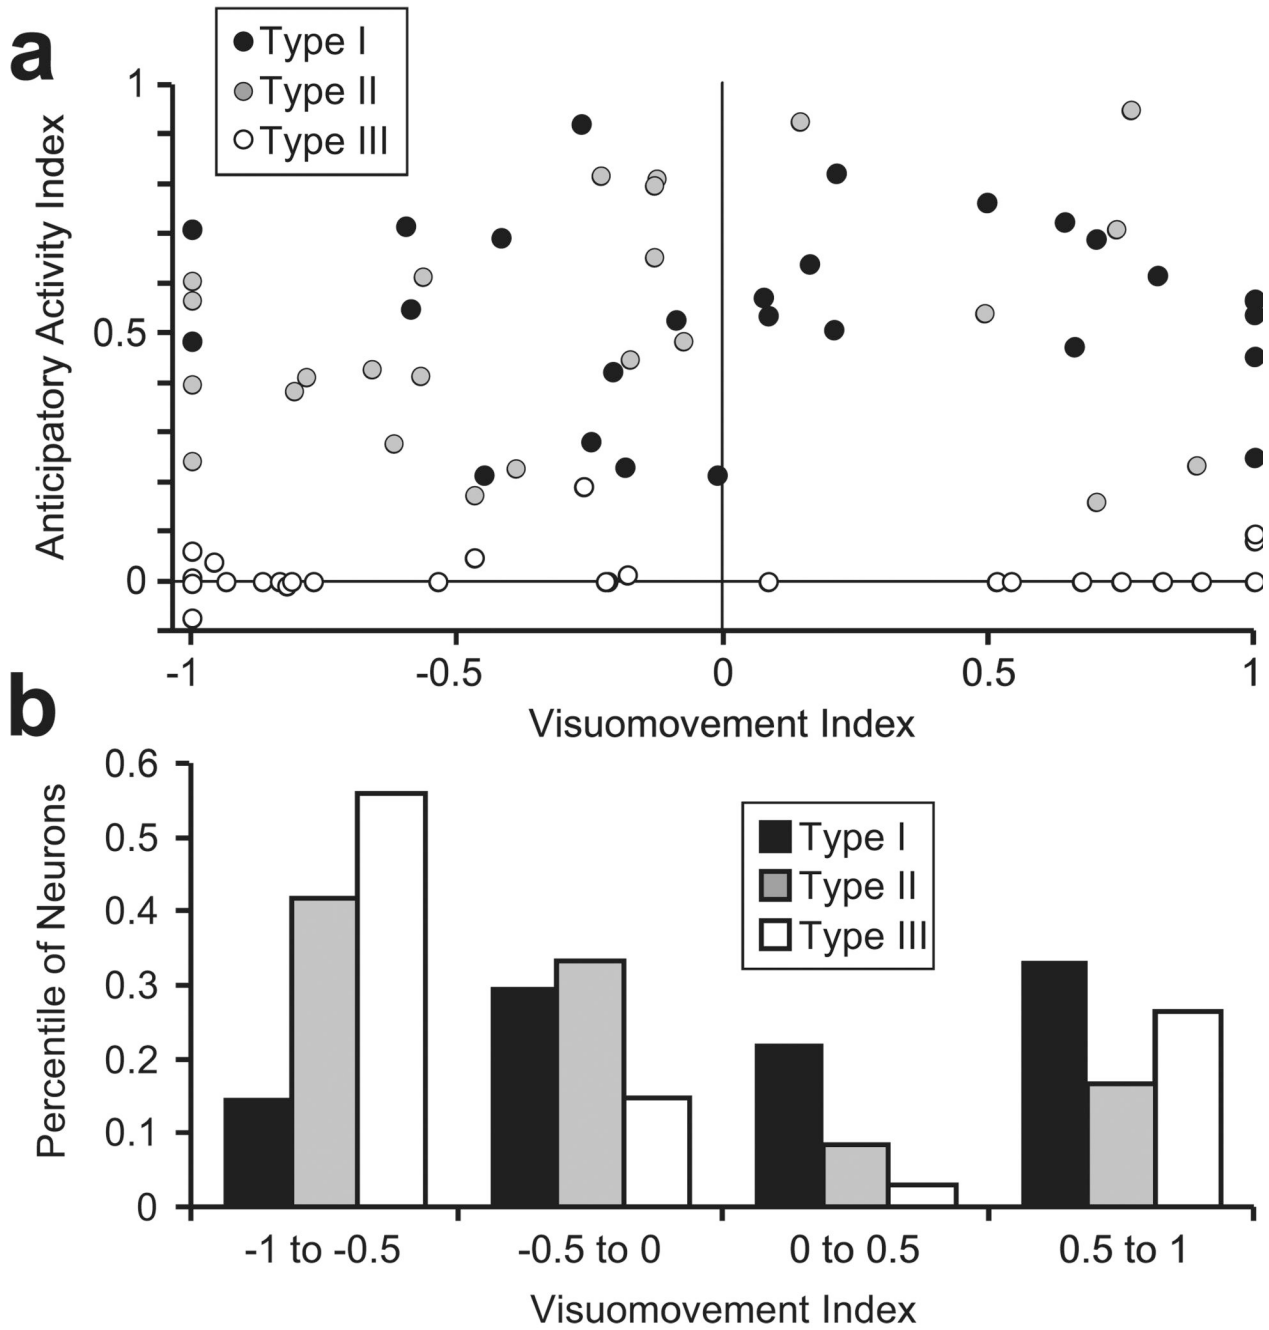 a
Type I
Type II
Type III
Anticipatory Activity Index
1
0.5
0
-1
-0.5
0
0.5
1
Visuomovement Index
b
Percentile of Neurons
0.6
0.5
0.4
0.3
0.2
0.1
0
Type I
Type II
Type III
-1 to -0.5
-0.5 to 0
0 to 0.5
0.5 to 1
Visuomovement Index